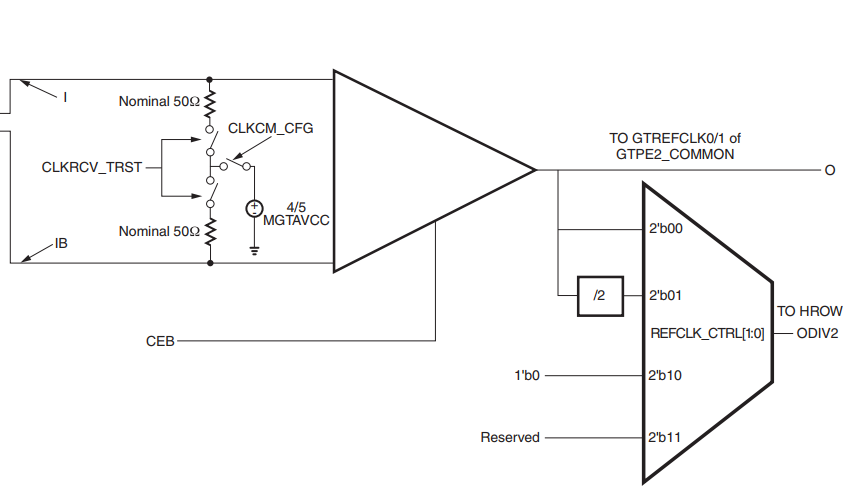 I
Nominal 50Ω
CLKCM_CFG
CLKRCV_TRST
4/5
MGTAVCC
+
-
Nominal 50Ω
IB
CEB
TO GTREFCLK0/1 of
GTPE2_COMMON
O
2'b00
/2
2'b01
TO HROW
REFCLK_CTRL[1:0]
ODIV2
1'b0
2'b10
Reserved
2'b11